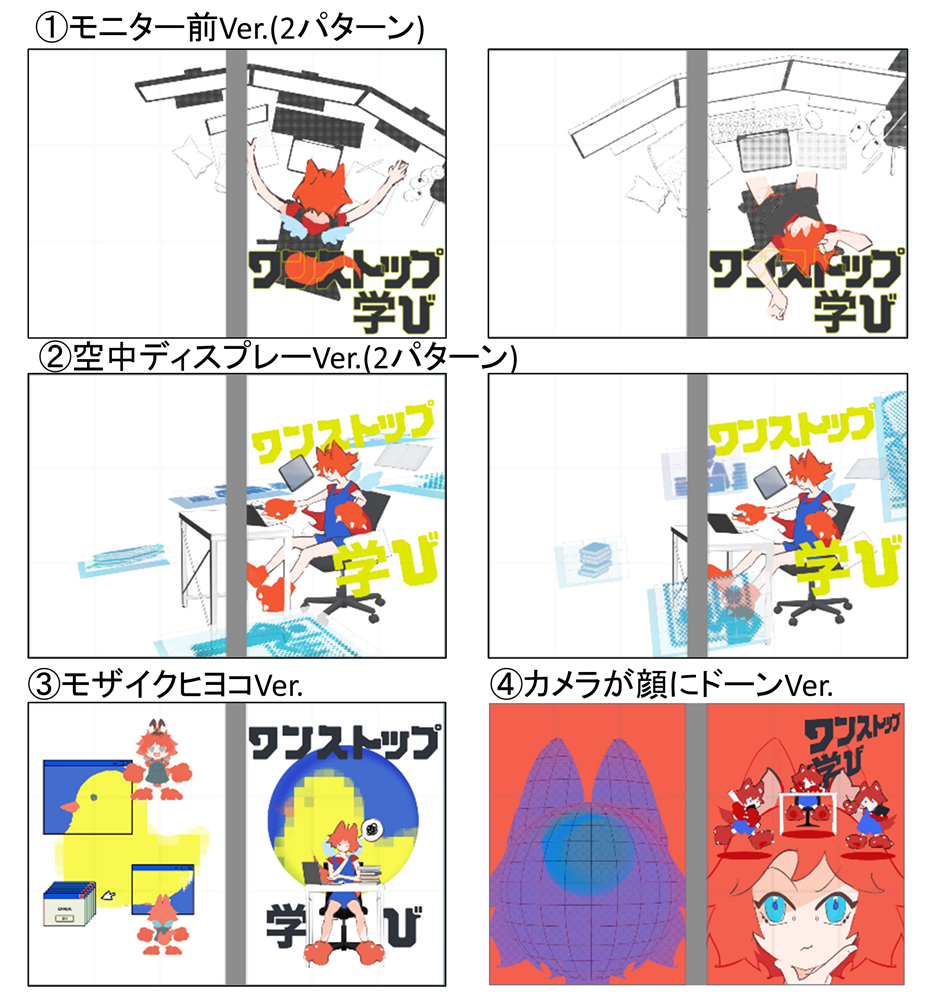 ①モニター前Ver.(2パターン)
ワンストップ
学び
ワンストップ
学び
②空中ディスプレーVer.(2パターン)
ワンストップ
学び
ワンストップ
学び
③モザイクヒヨコVer.
ワンストップ
学び
④カメラが顔にドーンVer.
ワンストップ
学び